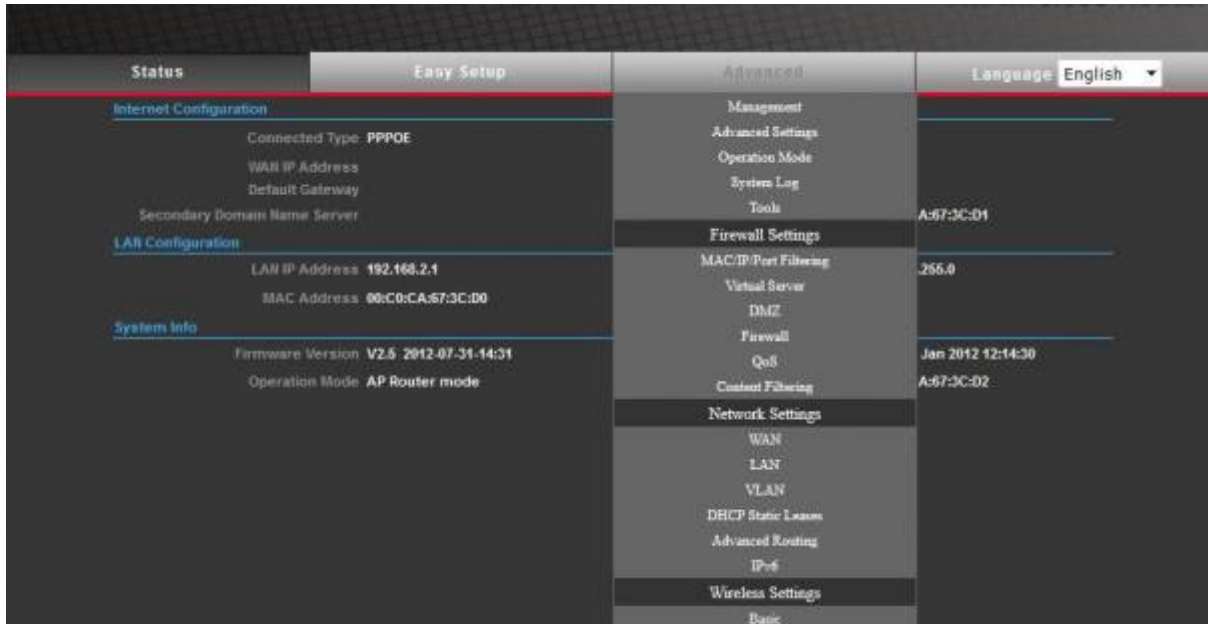 Status Easy Setup Advanced Language English
Internet Configuration
Connected Type PPPOE
WAN IP Address
Default Gateway
Secondary Domain Name Server A:67:3C:D1
LAN Configuration
LAN IP Address 192.168.2.1 .255.0
MAC Address 00:C0:CA:67:3C:D0
System Info
Firmware Version V2.5 2012-07-31-14:31 Jan 2012 12:14:30
Operation Mode AP Router mode A:67:3C:D2
Management
Advanced Settings
Operation Mode
System Log
Tools
Firewall Settings
MAC/IP/Port Filtering
Virtual Server
DMZ
Firewall
QoS
Content Filtering
Network Settings
WAN
LAN
VLAN
DHCP Static Leases
Advanced Routing
IPv6
Wireless Settings
Basic